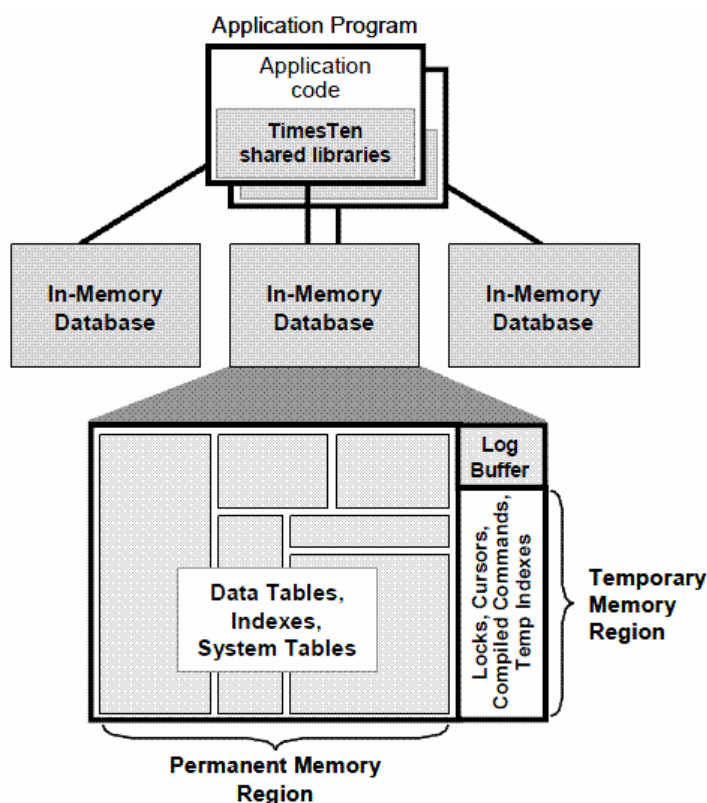 Application Program
Application
code
TimesTen
shared libraries
In-Memory
Database
In-Memory
Database
In-Memory
Database
Log
Buffer
Locks, Cursors,
Compiled Commands,
Temp Indexes
Data Tables,
Indexes,
System Tables
Temporary
Memory
Region
Permanent Memory
Region